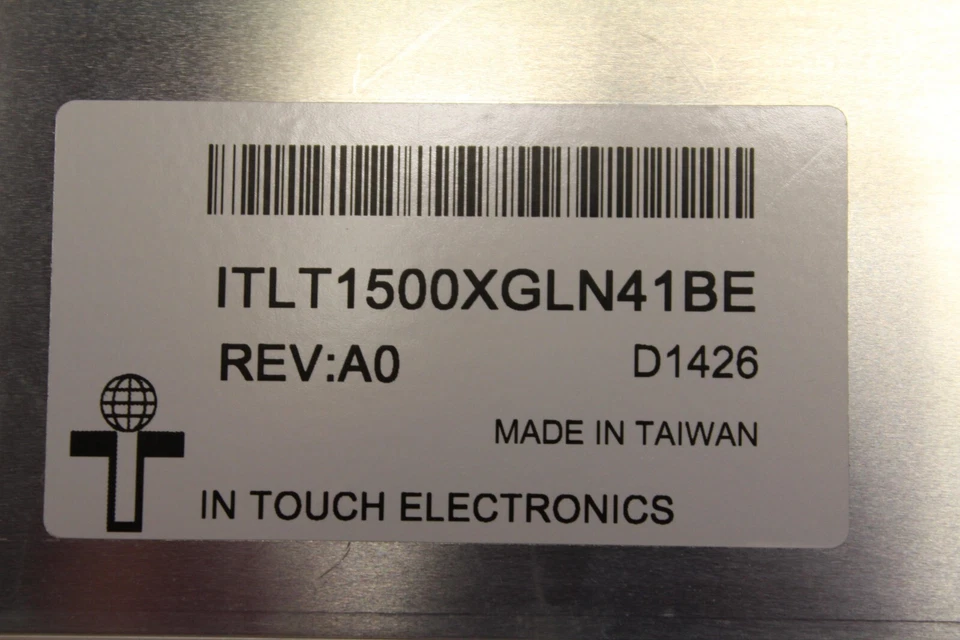 ITLT1500XGLN41BE
REV:A0 D1426
MADE IN TAIWAN
IN TOUCH ELECTRONICS